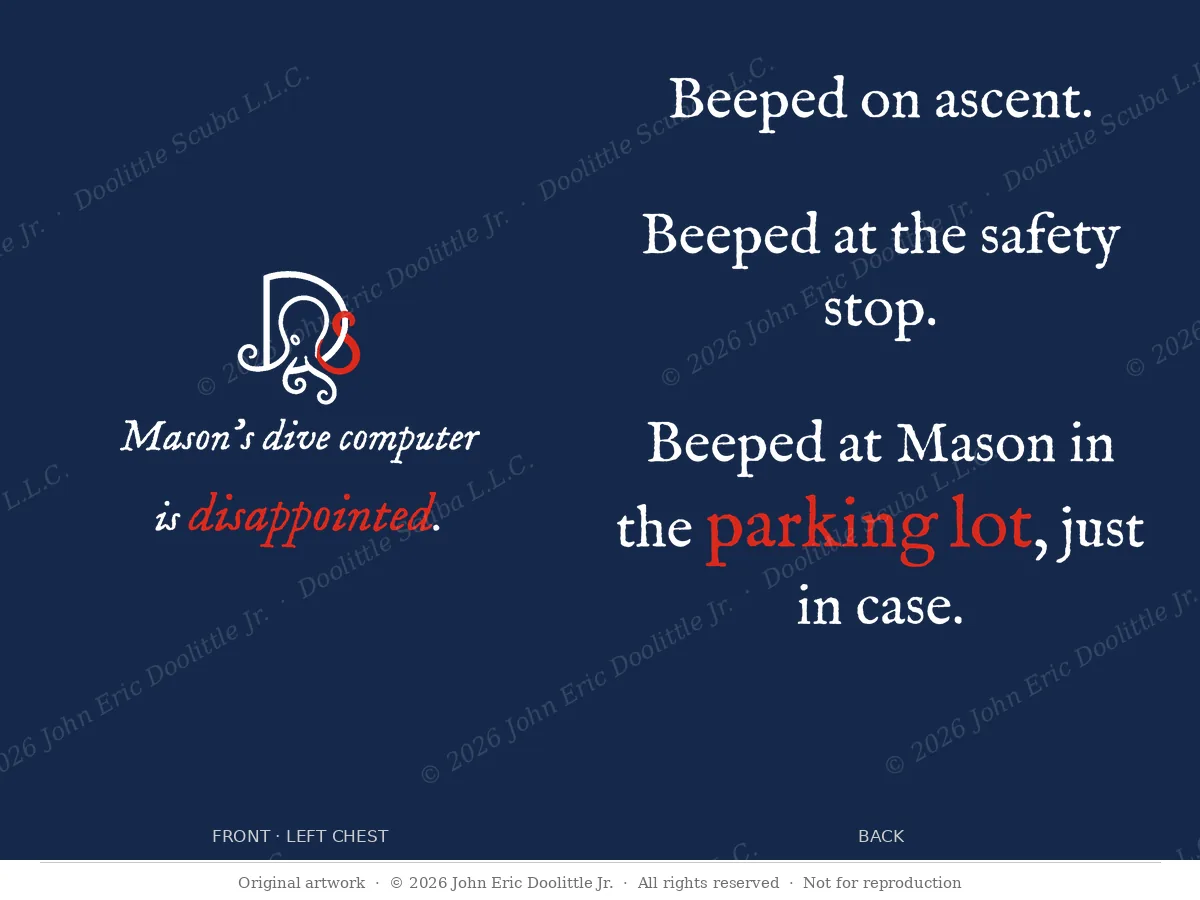 Mason's dive computer
is disappointed.
Beeped on ascent.
Beeped at the safety
stop.
Beeped at Mason in
the parking lot, just
in case.
FRONT · LEFT CHEST
BACK
© 2026 John Eric Doolittle Jr. · Doolittle Scuba L.L.C.
Original artwork · © 2026 John Eric Doolittle Jr. · All rights reserved · Not for reproduction